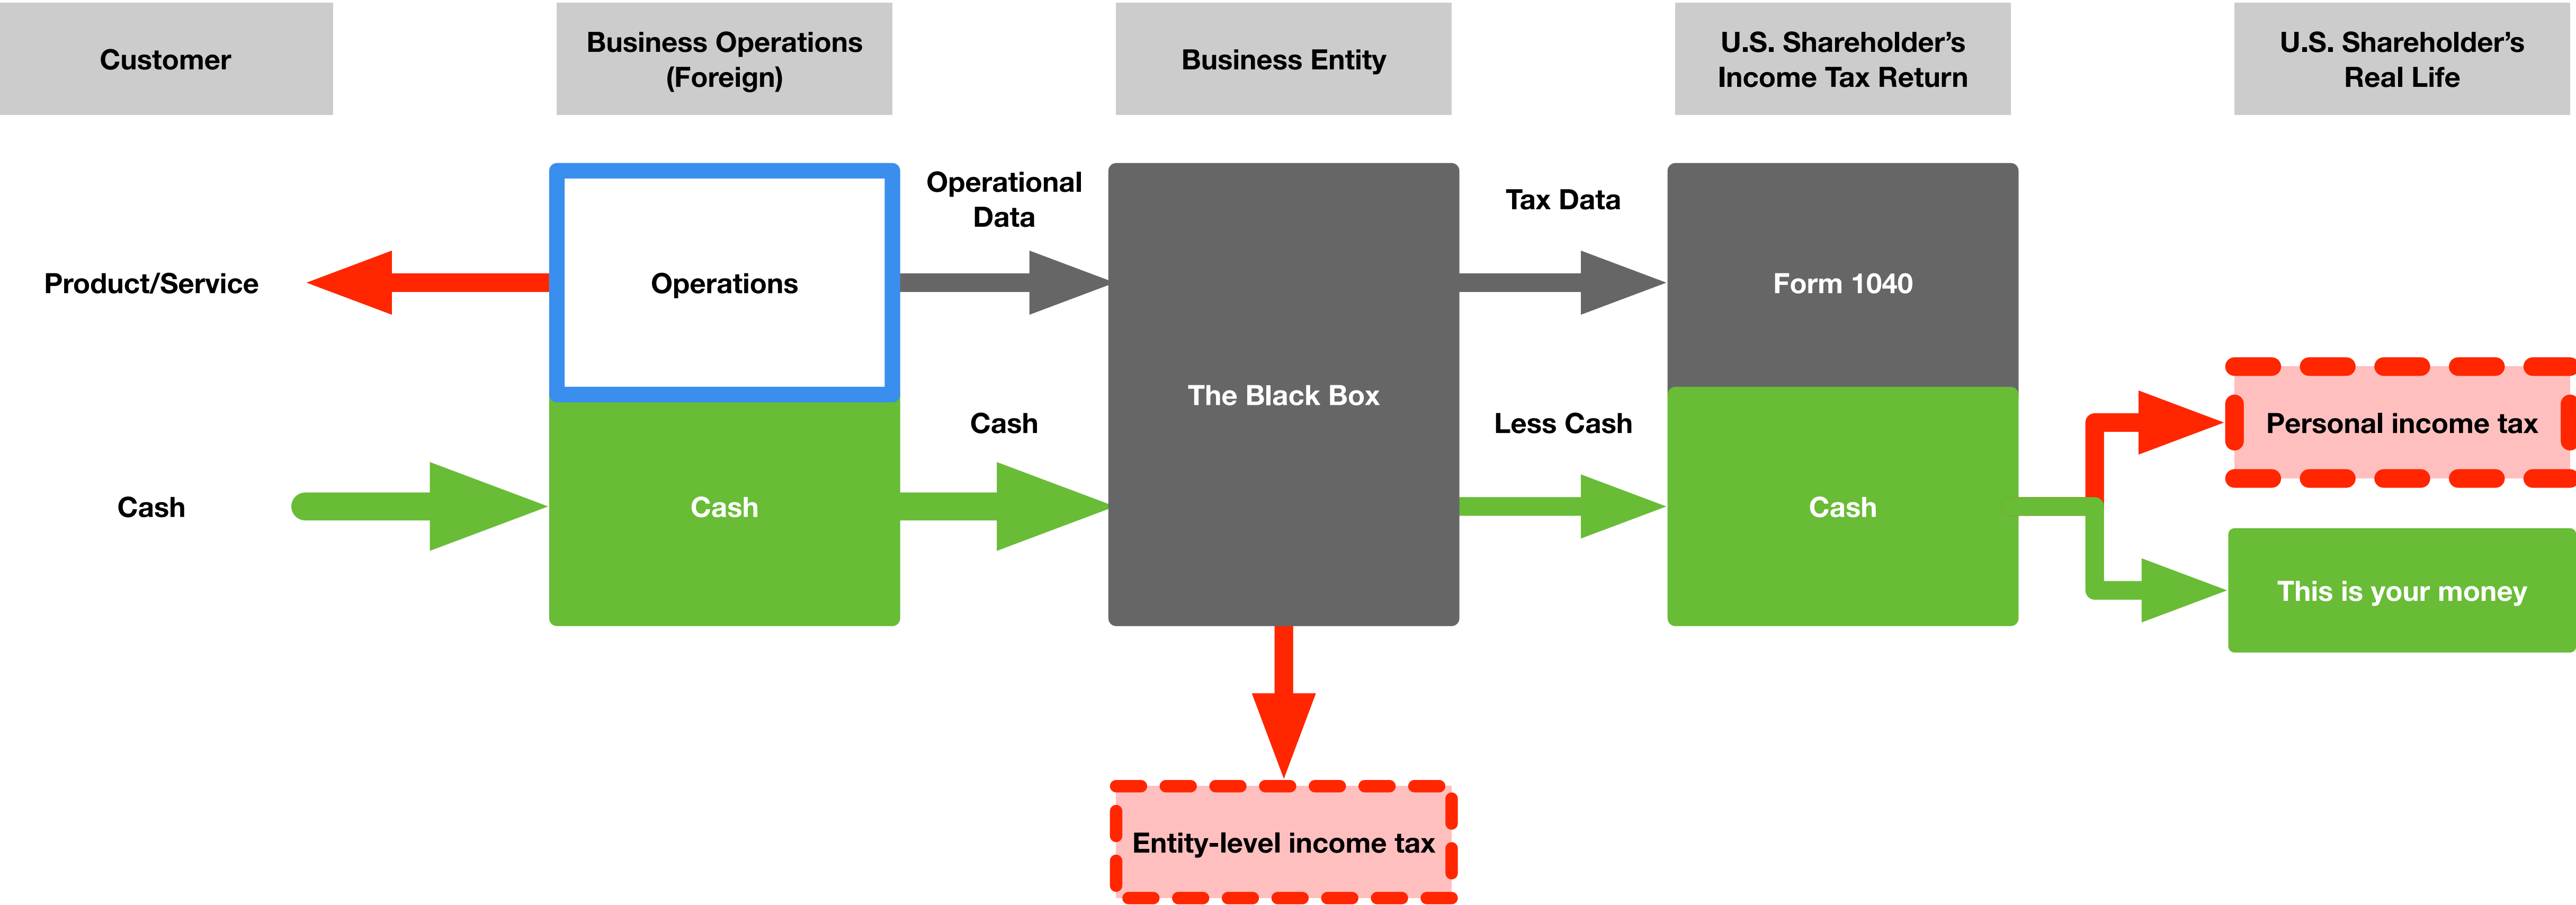 Customer
Business Operations
(Foreign)
Business Entity
U.S. Shareholder’s
Income Tax Return
U.S. Shareholder’s
Real Life
Operational
Data
Tax Data
Product/Service
Operations
Form 1040
The Black Box
Cash
Less Cash
Personal income tax
Cash
Cash
Cash
This is your money
Entity-level income tax